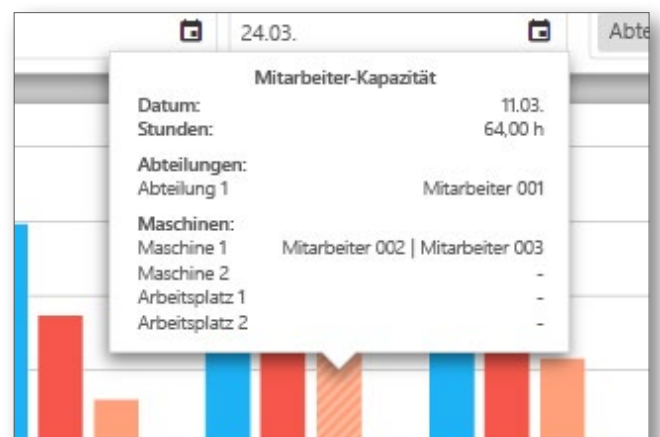 24.03.
Abte
Mitarbeiter-Kapazität
Datum: 11.03.
Stunden: 64,00 h
Abteilungen:
Abteilung 1 Mitarbeiter 001
Maschinen:
Maschine 1 Mitarbeiter 002 | Mitarbeiter 003
Maschine 2 -
Arbeitsplatz 1 -
Arbeitsplatz 2 -